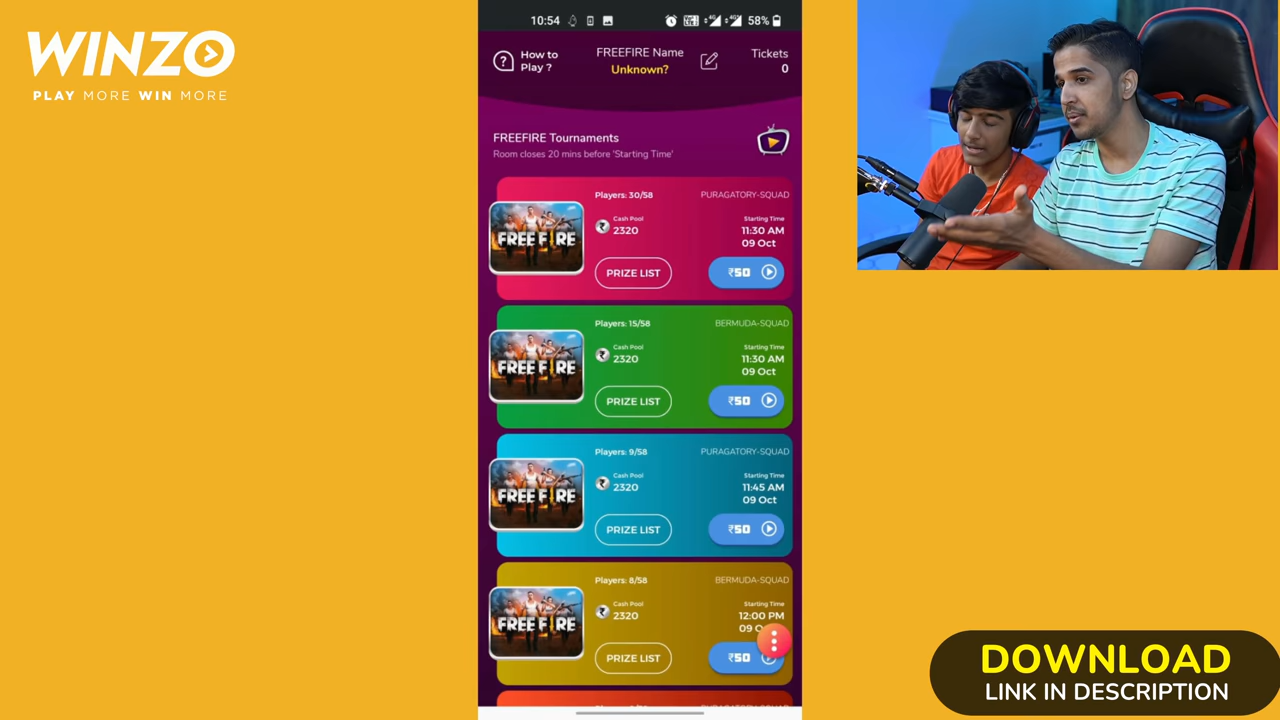 WINZO
PLAY MORE WIN MORE
10:54
58%
How to
Play ?
FREEFIRE Name
Unknown?
Tickets
0
FREEFIRE Tournaments
Room closes 20 mins before 'Starting Time'
Players: 30/58
PURAGATORY-SQUAD
FREE FIRE
Cash Pool
2320
Starting Time
11:30 AM
09 Oct
PRIZE LIST
₹50
Players: 15/58
BERMUDA-SQUAD
FREE FIRE
Cash Pool
2320
Starting Time
11:30 AM
09 Oct
PRIZE LIST
₹50
Players: 9/58
PURAGATORY-SQUAD
FREE FIRE
Cash Pool
2320
Starting Time
11:45 AM
09 Oct
PRIZE LIST
₹50
Players: 8/58
BERMUDA-SQUAD
FREE FIRE
Cash Pool
2320
Starting Time
12:00 PM
09
PRIZE LIST
₹50
DOWNLOAD
LINK IN DESCRIPTION